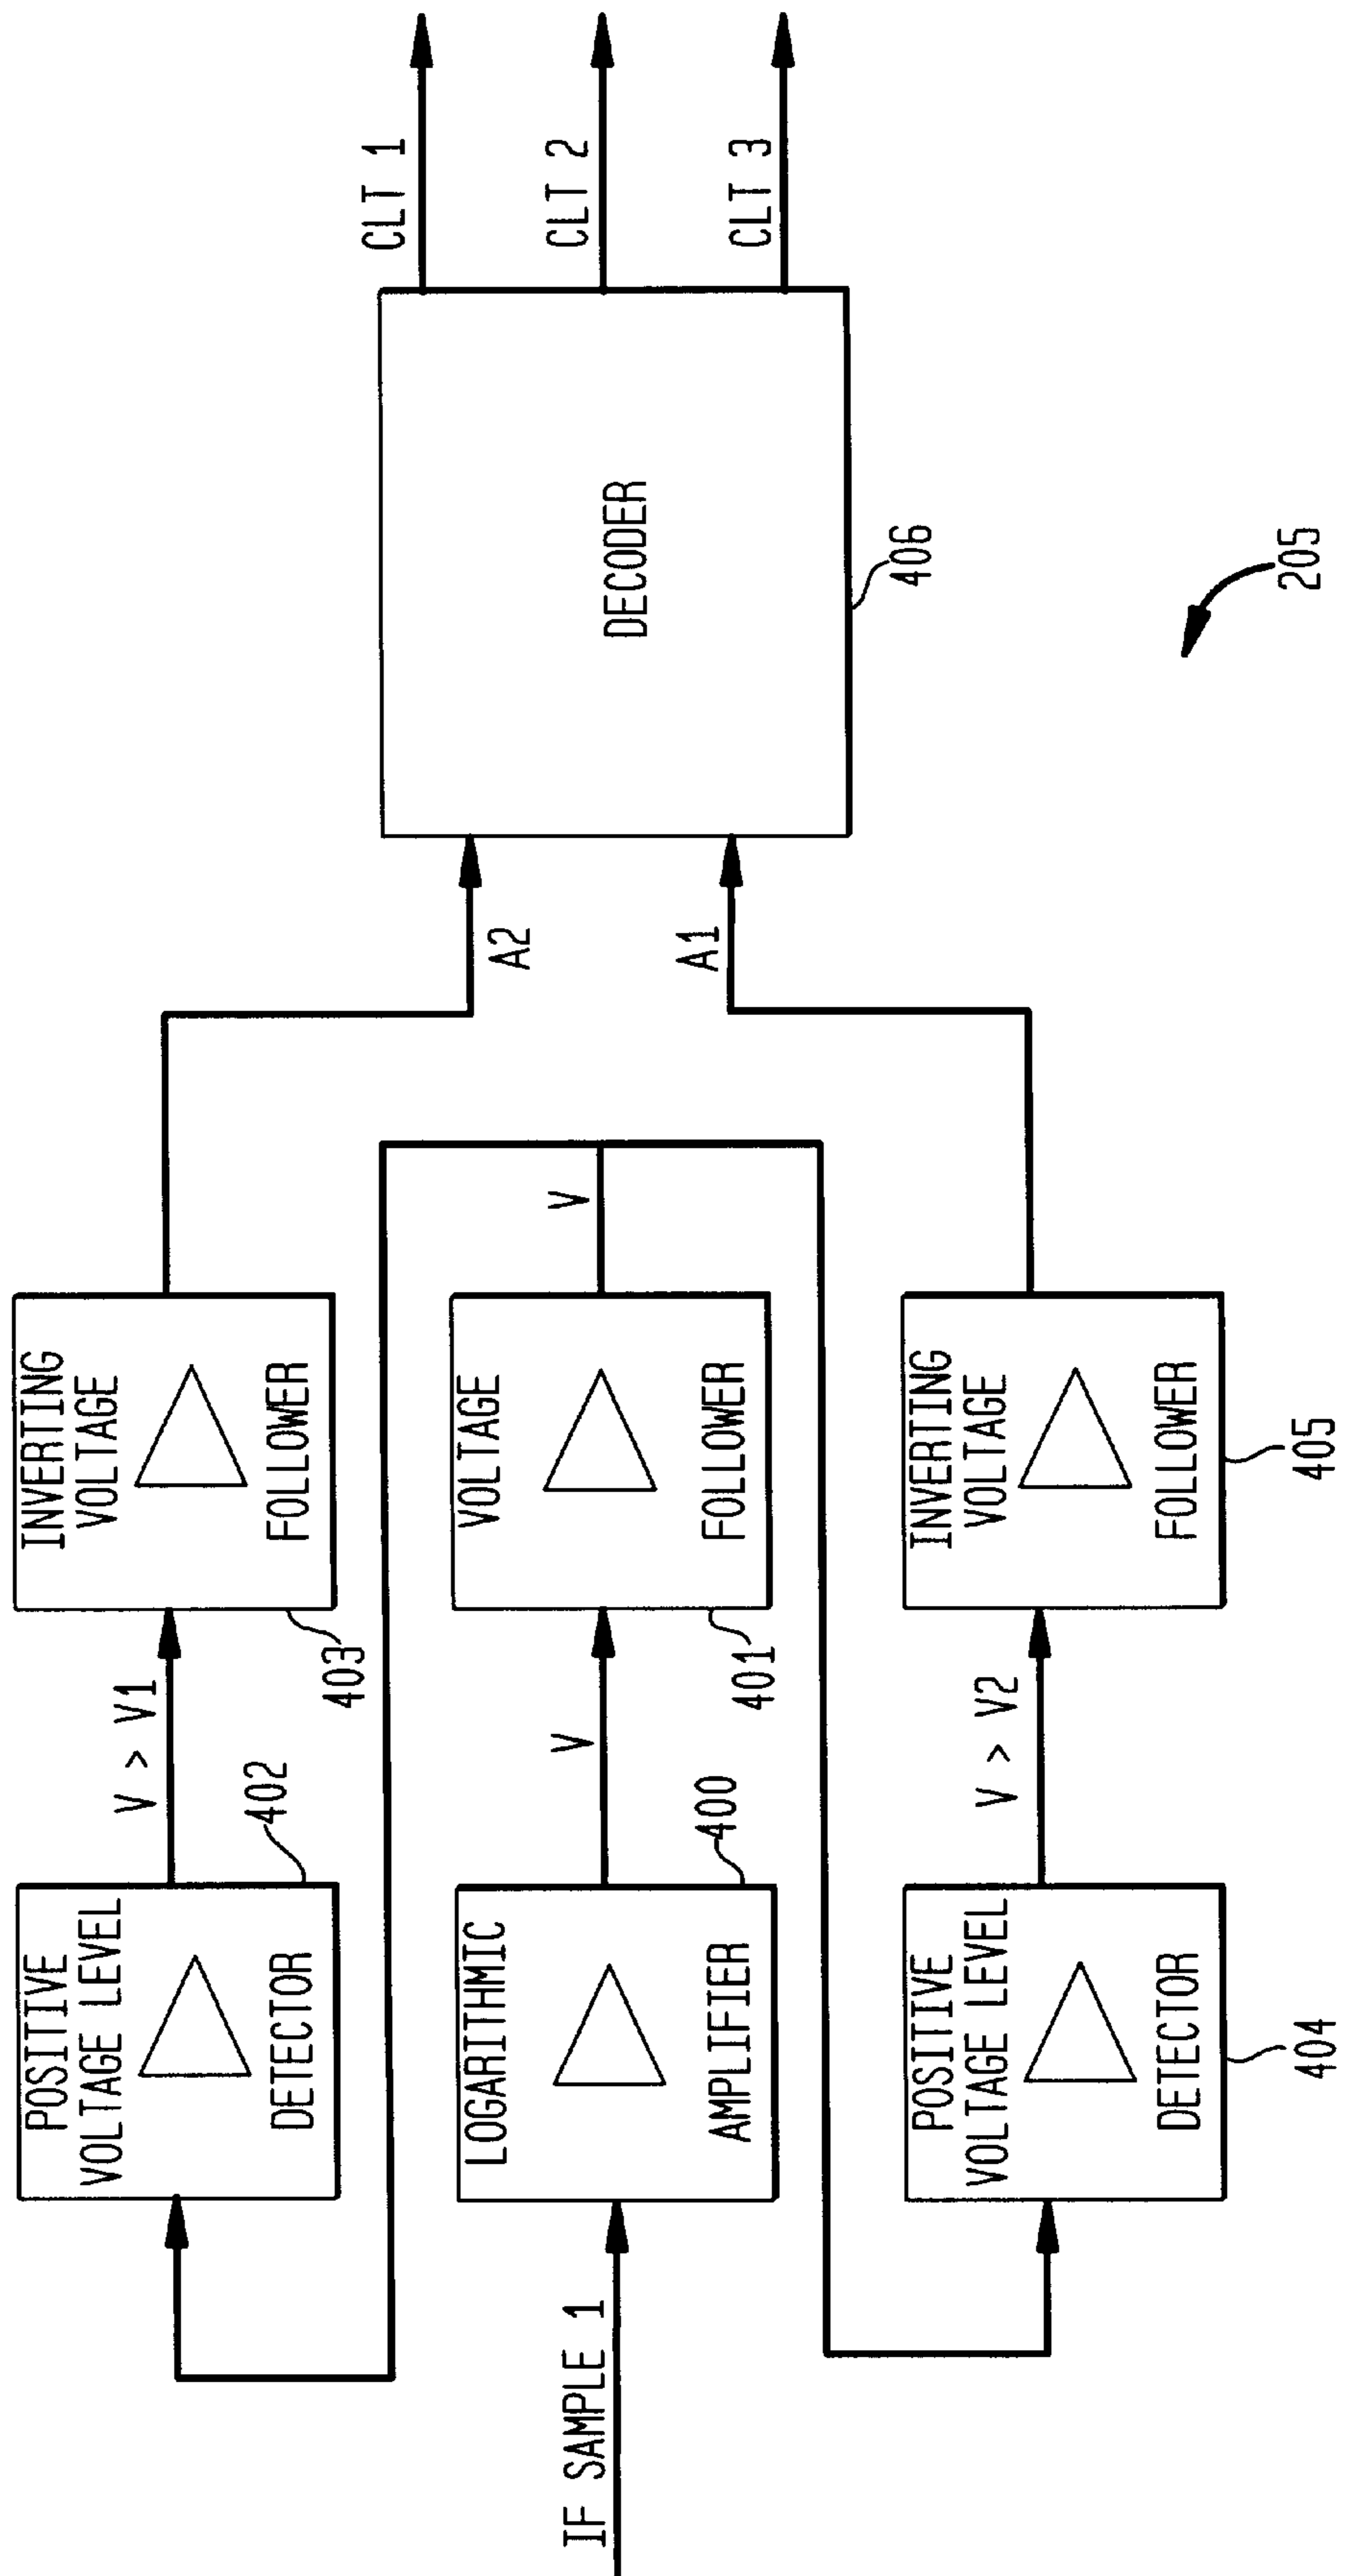 POSITIVE
VOLTAGE LEVEL
DETECTOR
402
V > V1
INVERTING
VOLTAGE
FOLLOWER
403
IF SAMPLE 1
LOGARITHMIC
AMPLIFIER
400
V
VOLTAGE
FOLLOWER
401
V
POSITIVE
VOLTAGE LEVEL
DETECTOR
404
V > V2
INVERTING
VOLTAGE
FOLLOWER
405
A2
A1
DECODER
406
CLT 1
CLT 2
CLT 3
205